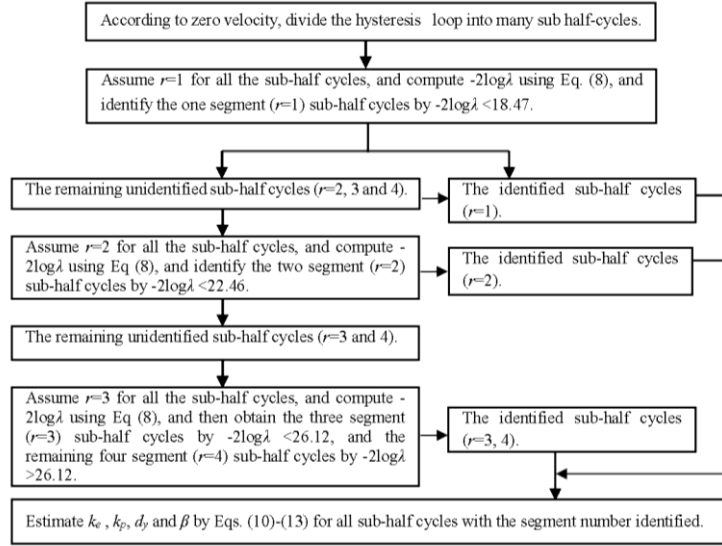 According to zero velocity, divide the hysteresis loop into many sub half-cycles.
Assume r=1 for all the sub-half cycles, and compute -2logλ using Eq. (8), and
identify the one segment (r=1) sub-half cycles by -2logλ <18.47.
The remaining unidentified sub-half cycles (r=2, 3 and 4).
The identified sub-half cycles
(r=1).
Assume r=2 for all the sub-half cycles, and compute -
2logλ using Eq (8), and identify the two segment (r=2)
sub-half cycles by -2logλ <22.46.
The identified sub-half cycles
(r=2).
The remaining unidentified sub-half cycles (r=3 and 4).
Assume r=3 for all the sub-half cycles, and compute -
2logλ using Eq (8), and then obtain the three segment
(r=3) sub-half cycles by -2logλ <26.12, and the
remaining four segment (r=4) sub-half cycles by -2logλ
>26.12.
The identified sub-half cycles
(r=3, 4).
Estimate kₑ , kₚ, d_y and β by Eqs. (10)-(13) for all sub-half cycles with the segment number identified.